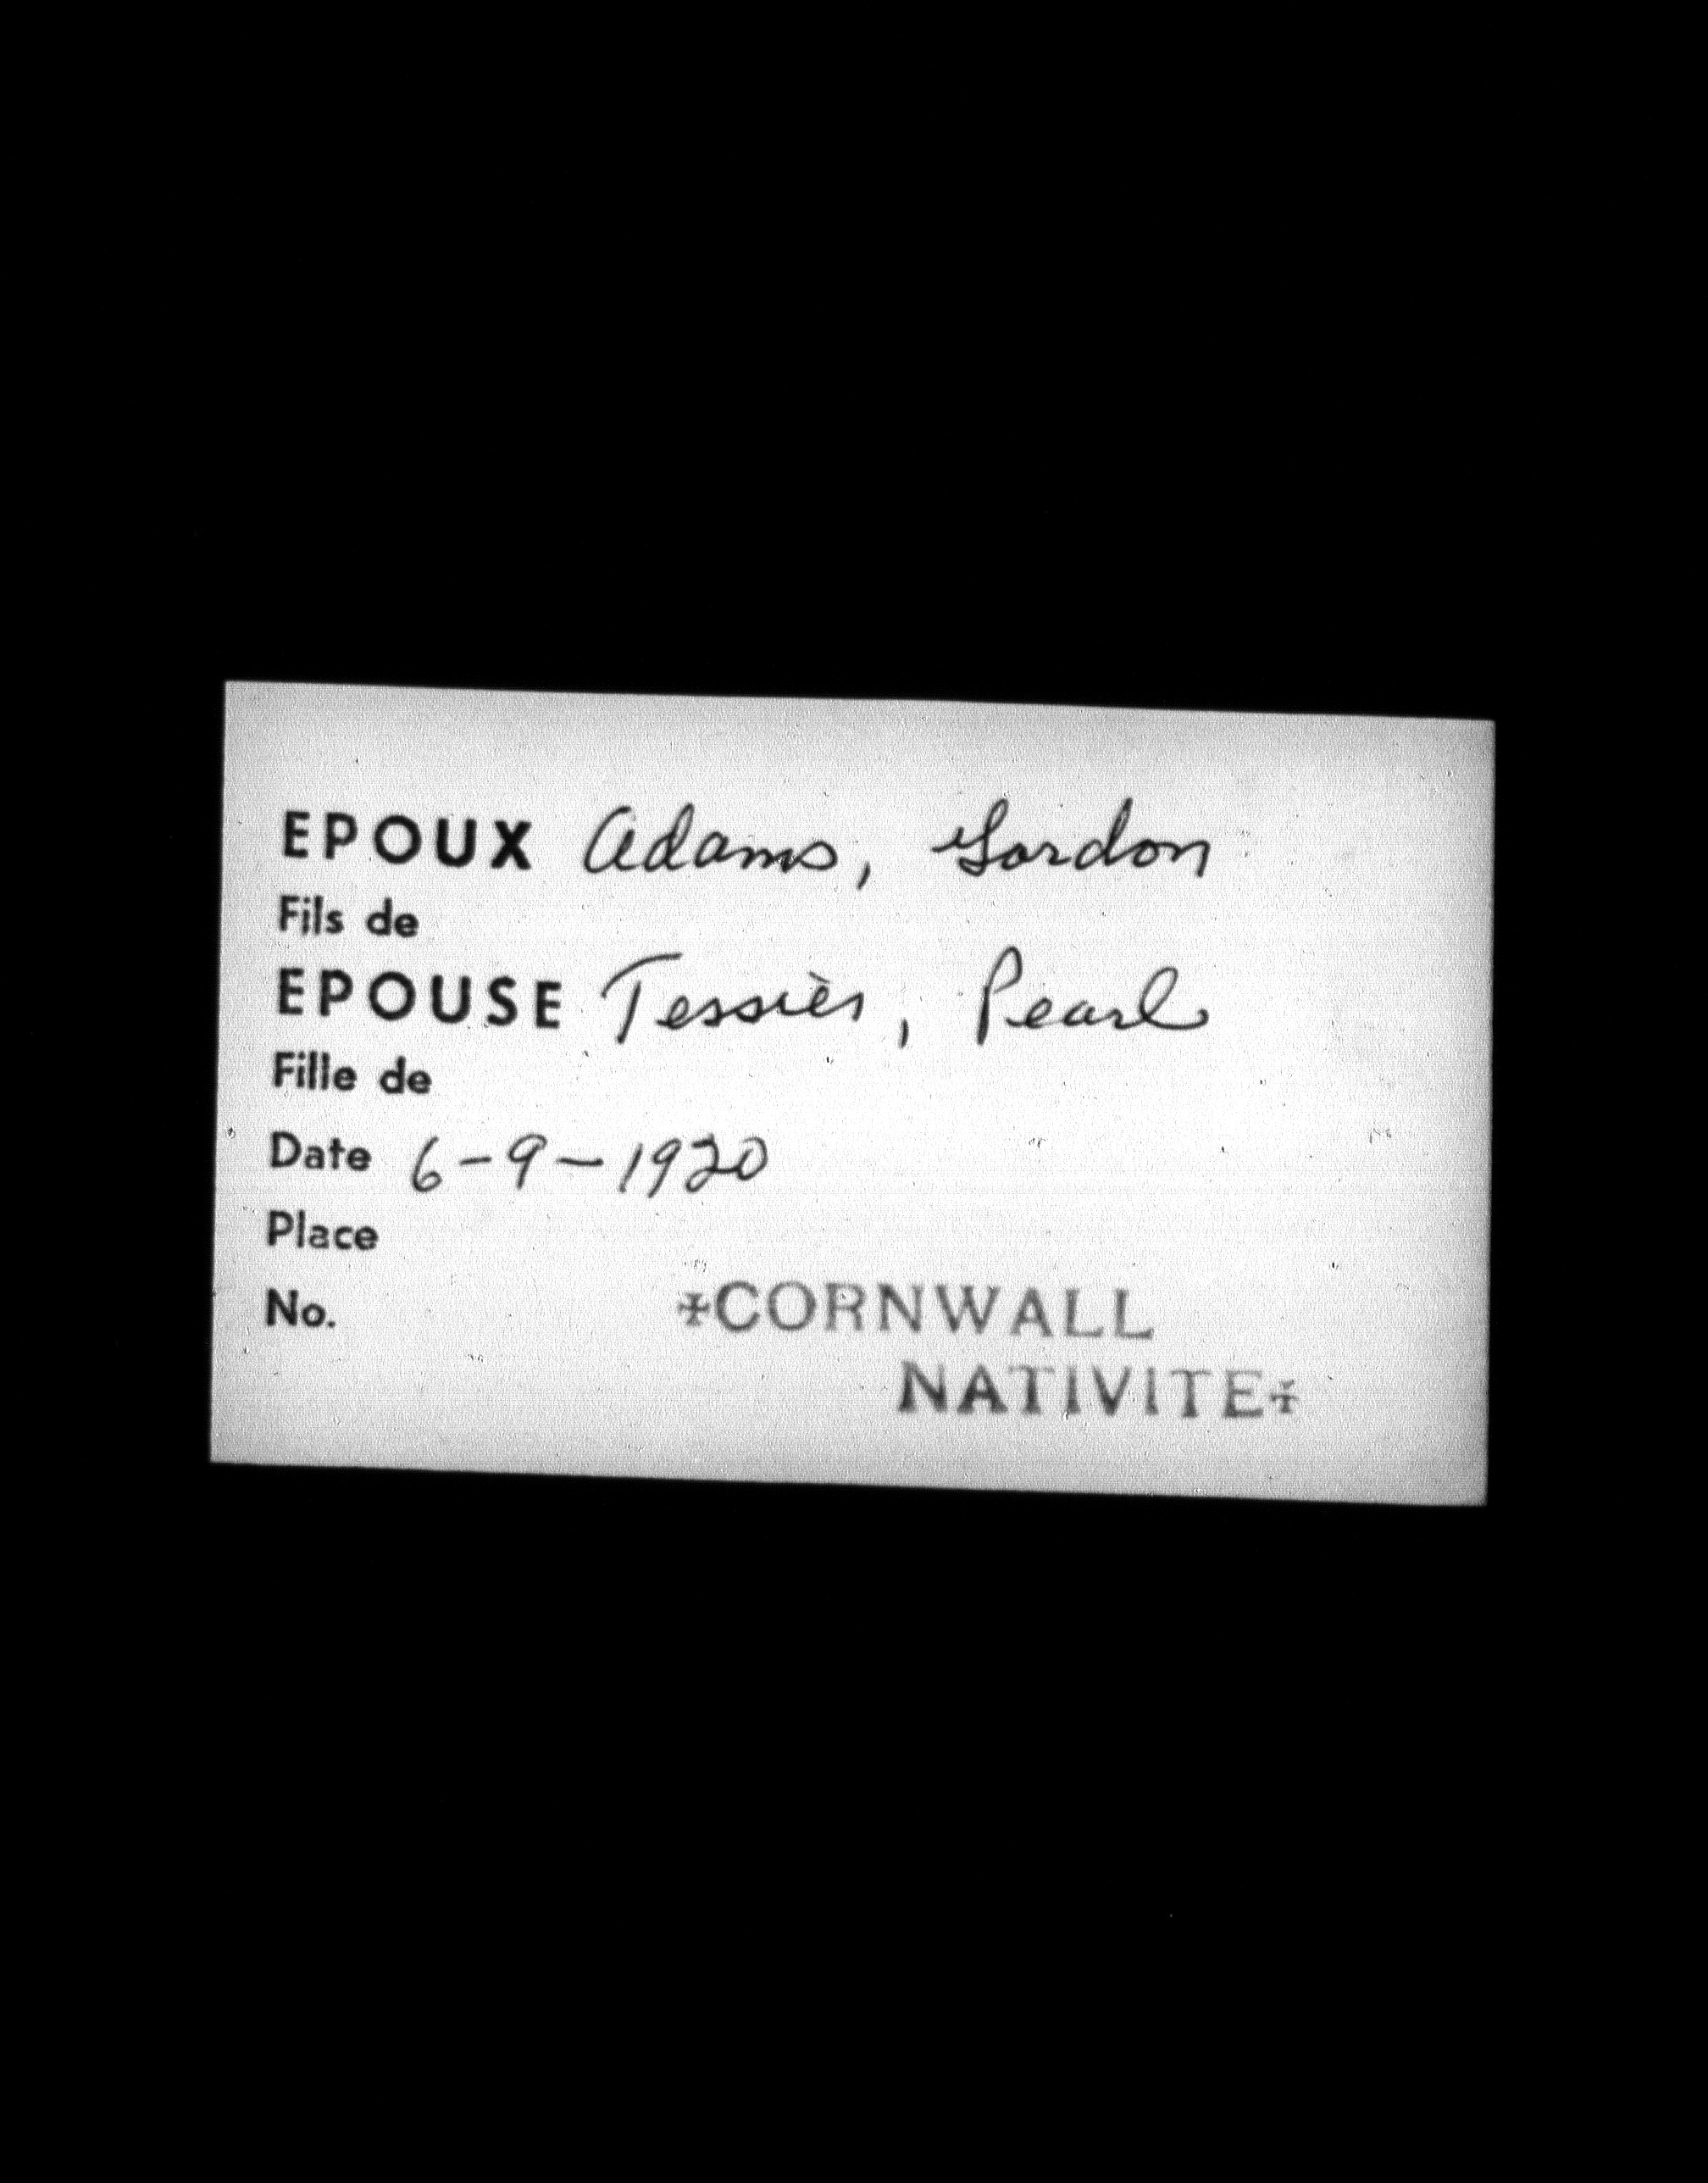 EPOUX Adams, Gordon
Fils de
EPOUSE Tessier, Pearl
Fille de
Date 6-9-1920
Place
No. ✠CORNWALL
NATIVITE✠